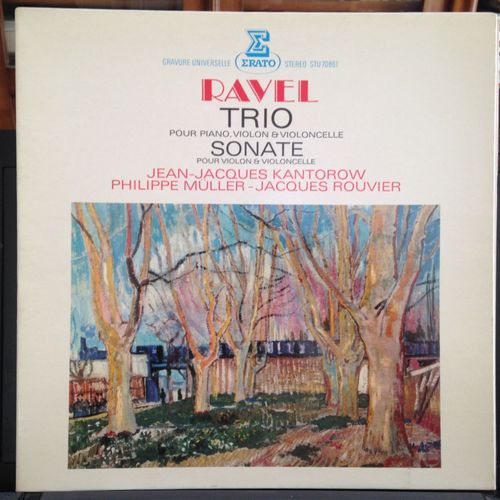 ERATO
GRAVURE UNIVERSELLE STEREO STU 70861
RAVEL
TRIO
POUR PIANO, VIOLON & VIOLONCELLE
SONATE
POUR VIOLON & VIOLONCELLE
JEAN-JACQUES KANTOROW
PHILIPPE MÜLLER-JACQUES ROUVIER